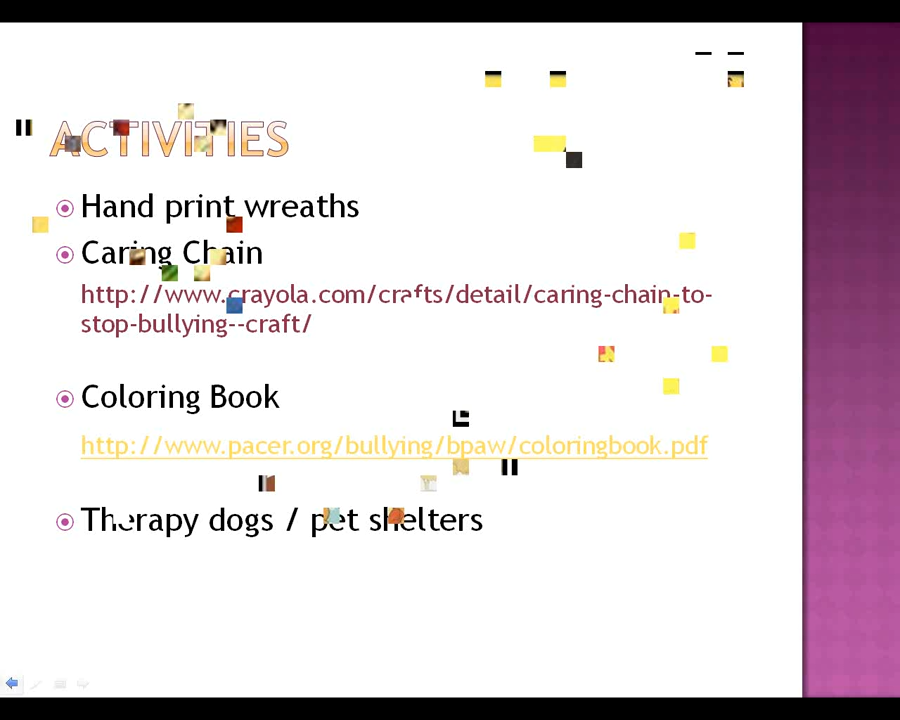 ACTIVITIES
Hand print wreaths
Caring Chain
http://www.crayola.com/crafts/detail/caring-chain-to-
stop-bullying--craft/
Coloring Book
http://www.pacer.org/bullying/bpaw/coloringbook.pdf
Therapy dogs / pet shelters